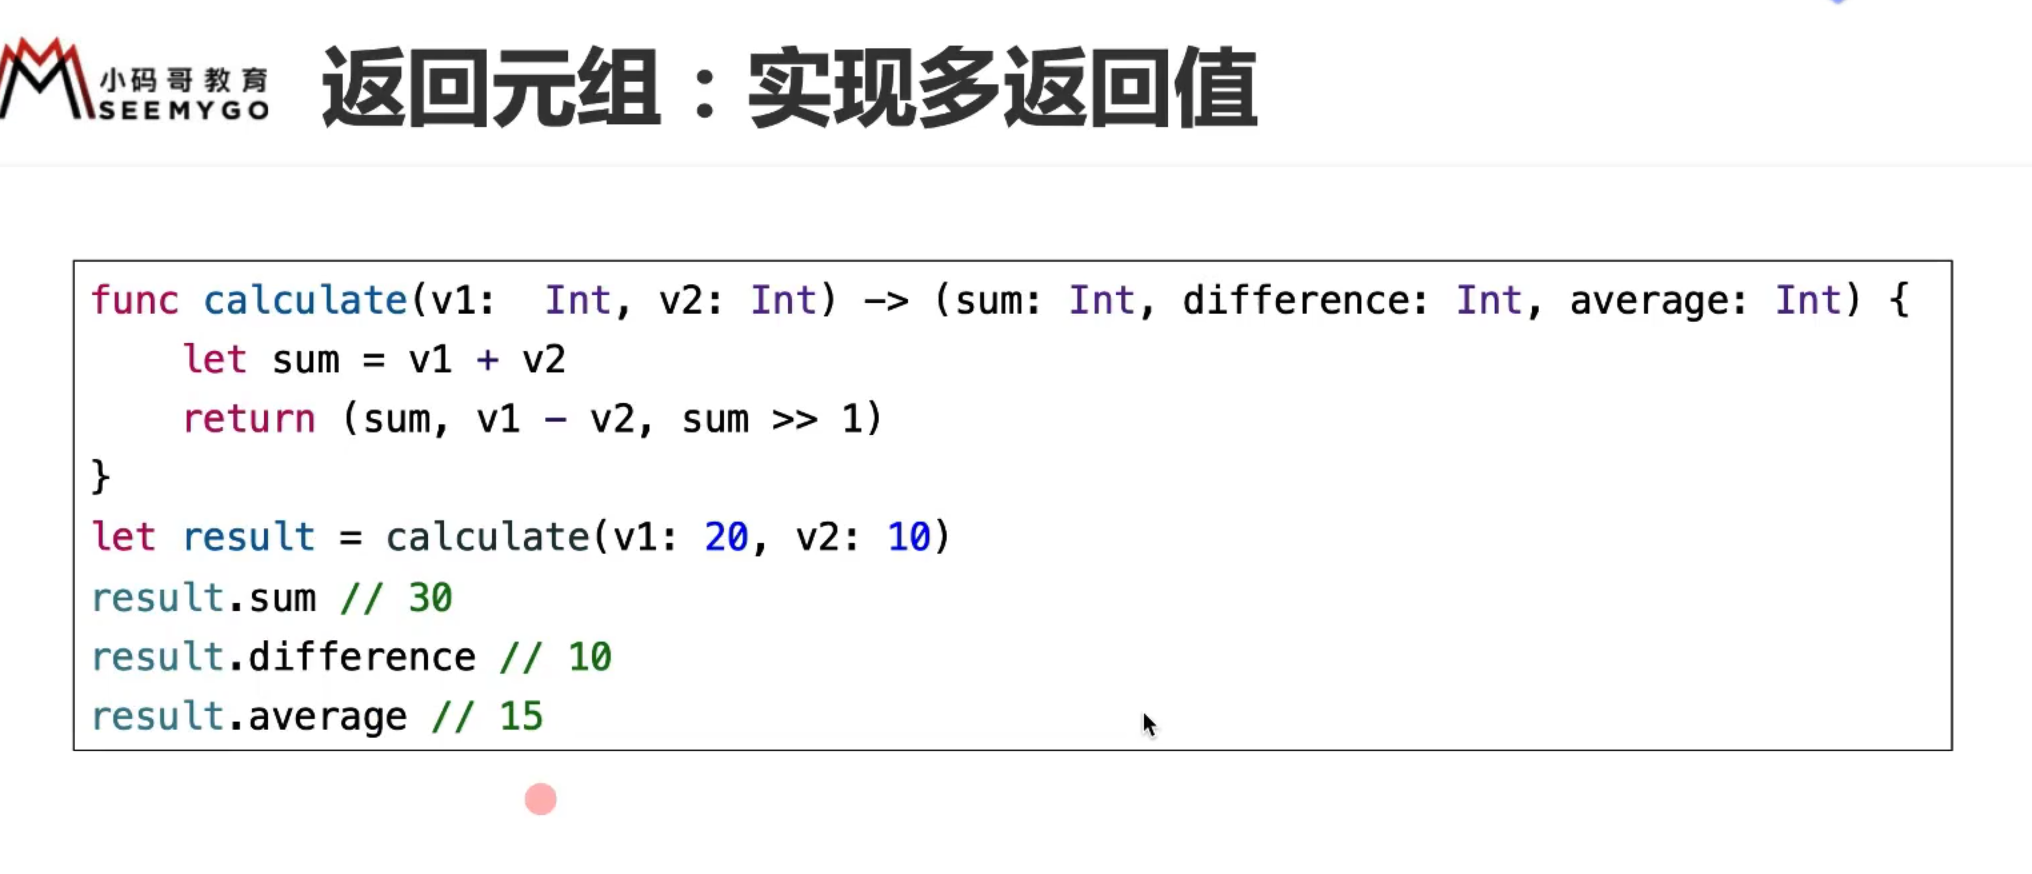 小码哥教育
SEEMYGO
返回元组：实现多返回值
func calculate(v1:  Int, v2: Int) -> (sum: Int, difference: Int, average: Int) {
    let sum = v1 + v2
    return (sum, v1 - v2, sum >> 1)
}
let result = calculate(v1: 20, v2: 10)
result.sum // 30
result.difference // 10
result.average // 15